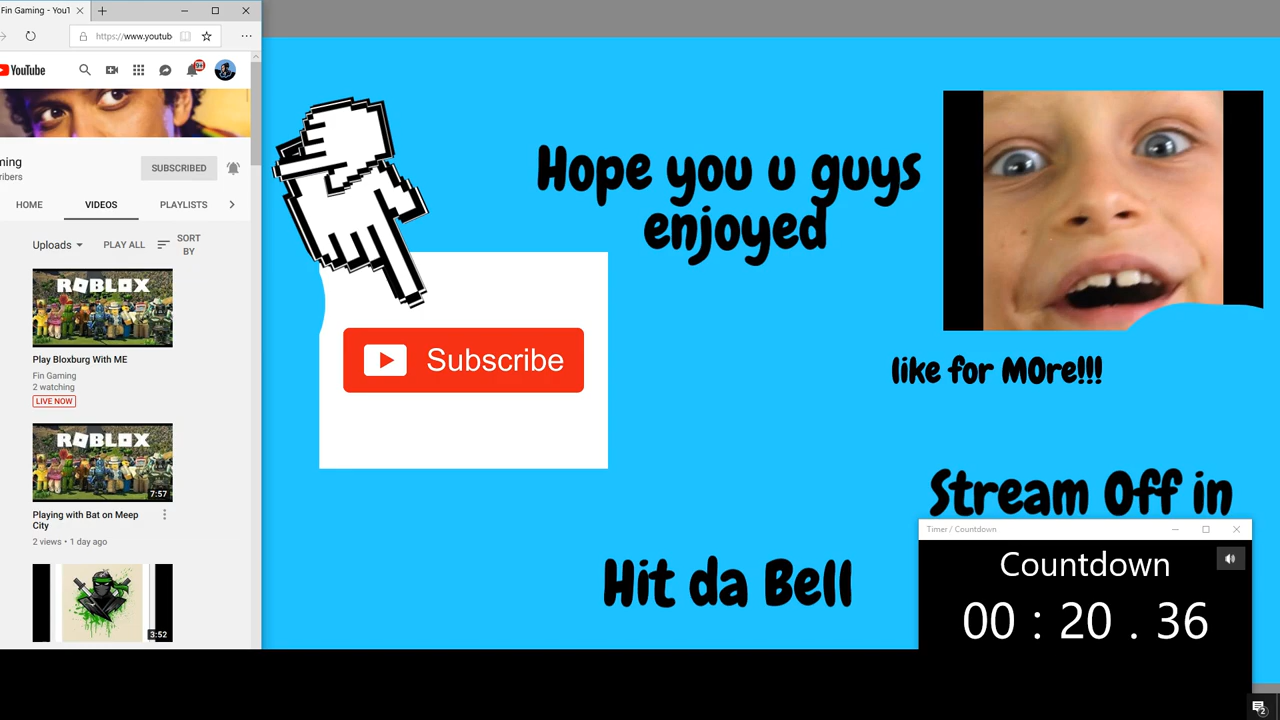 Fin Gaming - YouT
https://www.youtub
YouTube
9+
ming
ribers
SUBSCRIBED
HOME
VIDEOS
PLAYLISTS
Uploads
PLAY ALL
SORT
BY
ROBLOX
Play Bloxburg With ME
Fin Gaming
2 watching
LIVE NOW
ROBLOX
7:57
Playing with Bat on Meep
City
2 views • 1 day ago
3:52
Subscribe
Hope you u guys
enjoyed
like for MOre!!!
Stream Off in
Hit da Bell
Timer / Countdown
Countdown
00 : 20 . 36
2